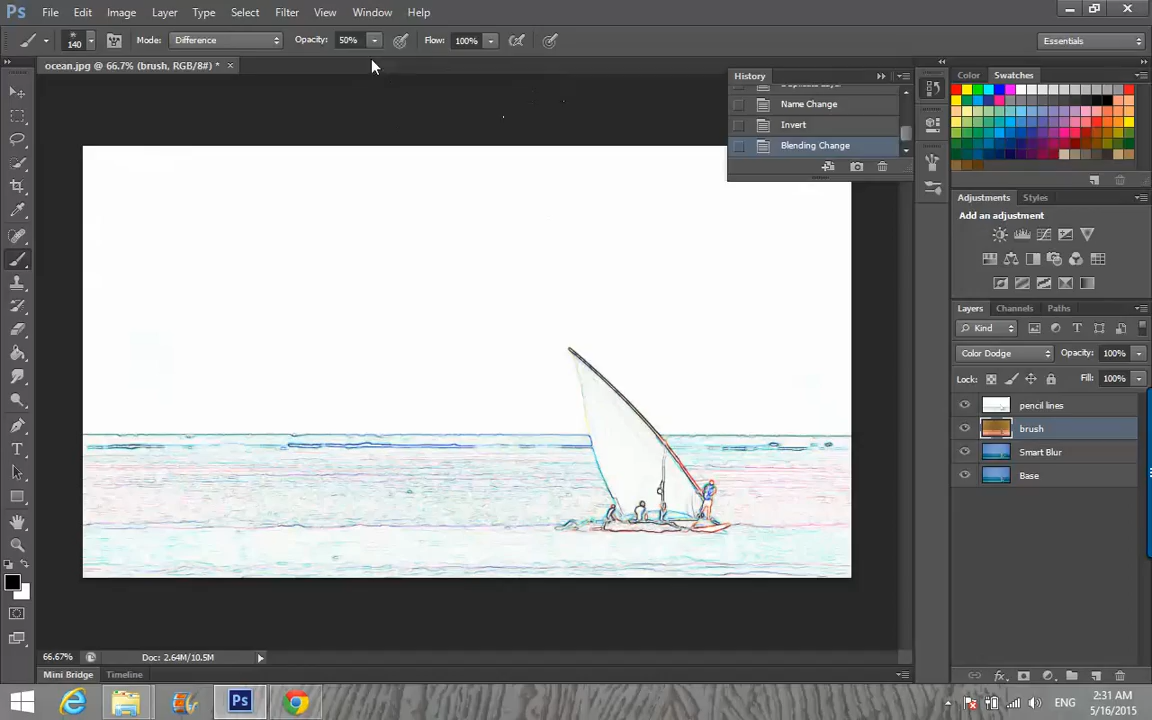 Ps File Edit Image Layer Type Select Filter View Window Help
140 Mode: Difference Opacity: 50% Flow: 100% Essentials
ocean.jpg @ 66.7% (brush, RGB/8#) *
History
Name Change
Invert
Blending Change
Color Swatches
Adjustments Styles
Add an adjustment
Layers Channels Paths
Kind
Color Dodge Opacity: 100%
Lock: Fill: 100%
pencil lines
brush
Smart Blur
Base
66.67% Doc: 2.64M/10.5M
Mini Bridge Timeline
Ps ENG 2:31 AM
5/16/2015